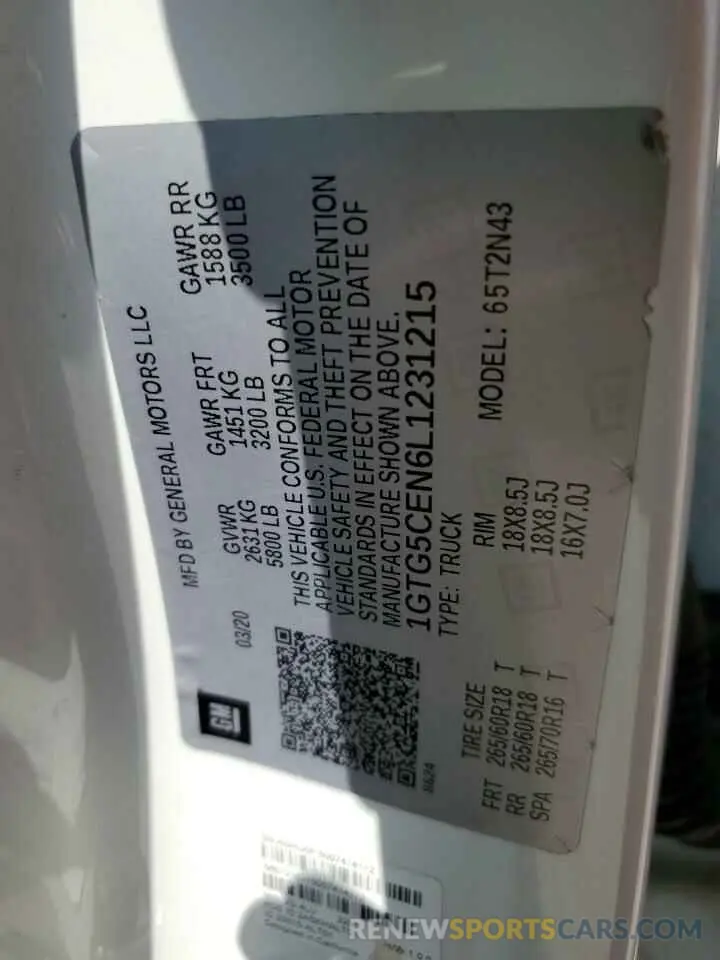 MFD BY GENERAL MOTORS LLC
GM
03/20
GVWR
2631 KG
5800 LB
GAWR FRT
1451 KG
3200 LB
GAWR RR
1588 KG
3500 LB
THIS VEHICLE CONFORMS TO ALL
APPLICABLE U.S. FEDERAL MOTOR
VEHICLE SAFETY AND THEFT PREVENTION
STANDARDS IN EFFECT ON THE DATE OF
MANUFACTURE SHOWN ABOVE.
1GTG5CEN6L1231215
TYPE: TRUCK
MODEL: 65T2N43
TIRE SIZE RIM
FRT 265/60R18 T 18X8.5J
RR 265/60R18 T 18X8.5J
SPA 265/70R16 T 16X7.0J
RENEWSPORTSCARS.COM